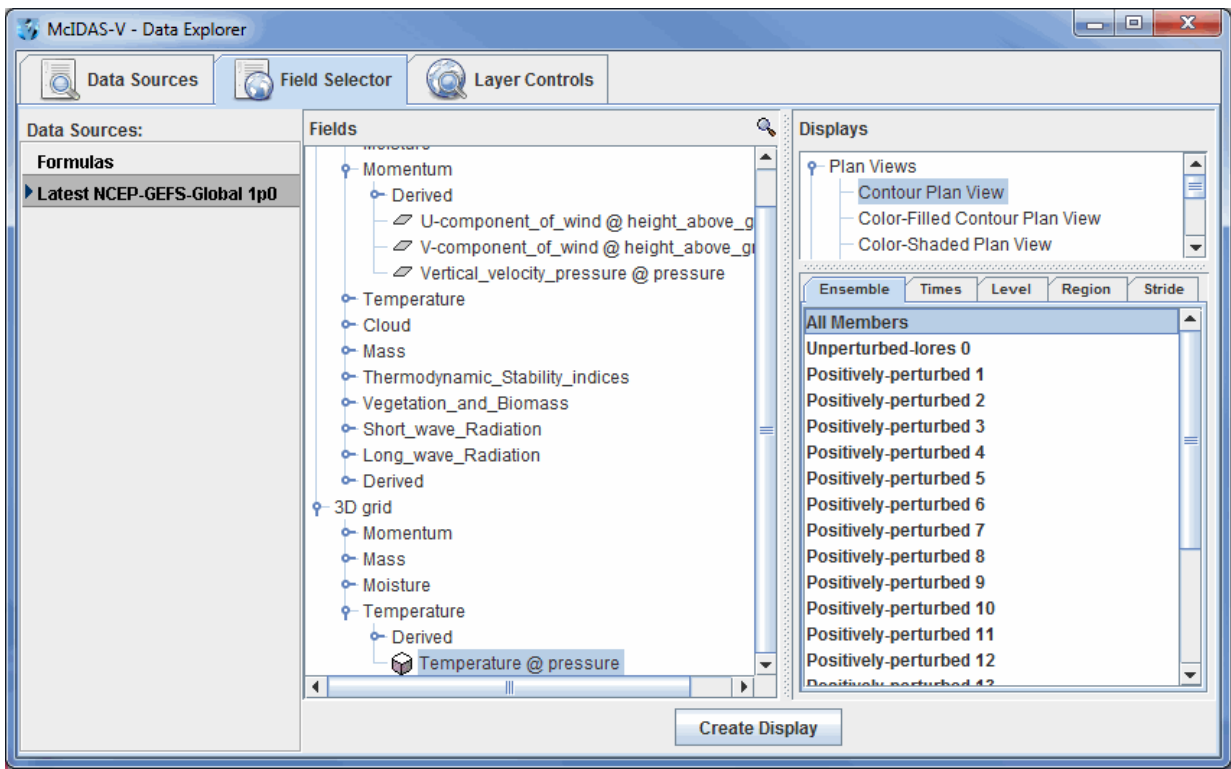 McIDAS-V - Data Explorer
Data Sources
Field Selector
Layer Controls
Data Sources:
Formulas
Latest NCEP-GEFS-Global 1p0
Fields
Moisture
Momentum
Derived
U-component_of_wind @ height_above_g
V-component_of_wind @ height_above_gr
Vertical_velocity_pressure @ pressure
Temperature
Cloud
Mass
Thermodynamic_Stability_indices
Vegetation_and_Biomass
Short_wave_Radiation
Long_wave_Radiation
Derived
3D grid
Momentum
Mass
Moisture
Temperature
Derived
Temperature @ pressure
Displays
Plan Views
Contour Plan View
Color-Filled Contour Plan View
Color-Shaded Plan View
Ensemble Times Level Region Stride
All Members
Unperturbed-lores 0
Positively-perturbed 1
Positively-perturbed 2
Positively-perturbed 3
Positively-perturbed 4
Positively-perturbed 5
Positively-perturbed 6
Positively-perturbed 7
Positively-perturbed 8
Positively-perturbed 9
Positively-perturbed 10
Positively-perturbed 11
Positively-perturbed 12
Positively-perturbed 13
Create Display